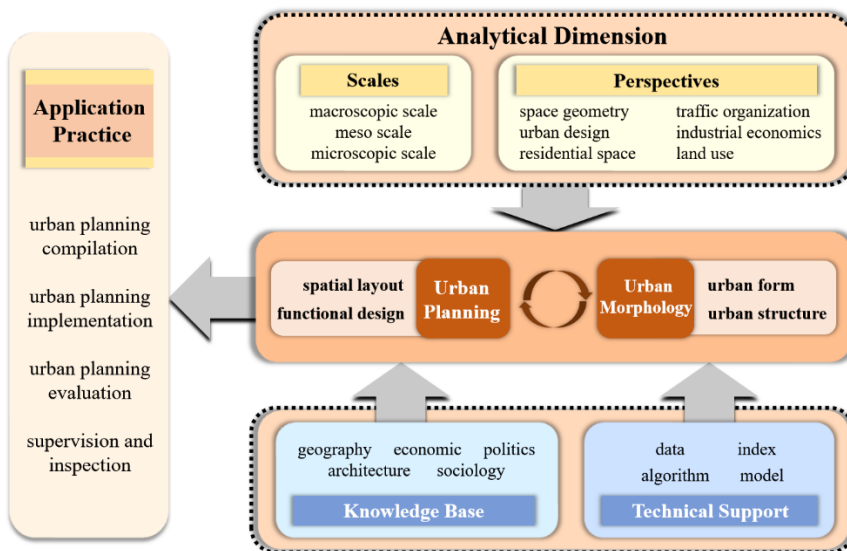 Application
Practice
urban planning
compilation
urban planning
implementation
urban planning
evaluation
supervision and
inspection
Analytical Dimension
Scales
macroscopic scale
meso scale
microscopic scale
Perspectives
space geometry
urban design
residential space
traffic organization
industrial economics
land use
spatial layout
functional design
Urban
Planning
Urban
Morphology
urban form
urban structure
geography economic politics
architecture sociology
Knowledge Base
data index
algorithm model
Technical Support